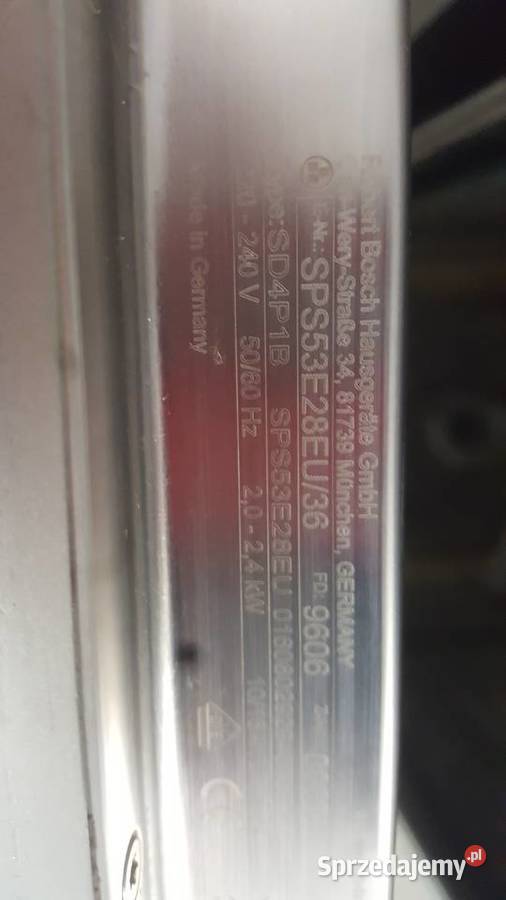 Bosch Hausgeräte GmbH
Wery-Straße 34, 81739 München, GERMANY
SPS53E28EU/36 FD: 9606
SD4P1B SPS53E28EU
240 V 50/60 Hz 2,0 - 2,4 kW
in Germany
Sprzedajemy.pl